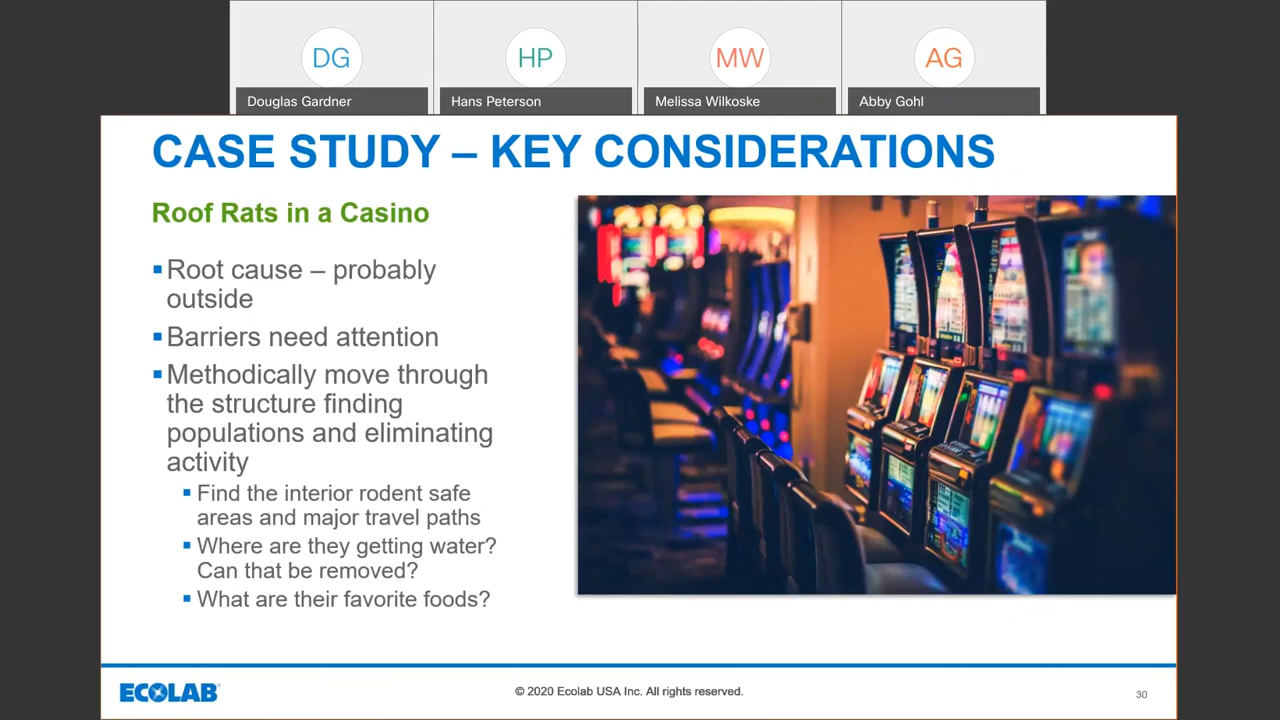 DG
HP
MW
AG
Douglas Gardner
Hans Peterson
Melissa Wilkoske
Abby Gohl
CASE STUDY – KEY CONSIDERATIONS
Roof Rats in a Casino
▪Root cause – probably
outside
▪Barriers need attention
▪Methodically move through
the structure finding
populations and eliminating
activity
▪ Find the interior rodent safe
areas and major travel paths
▪ Where are they getting water?
Can that be removed?
▪ What are their favorite foods?
ECOLAB®
© 2020 Ecolab USA Inc. All rights reserved.
30